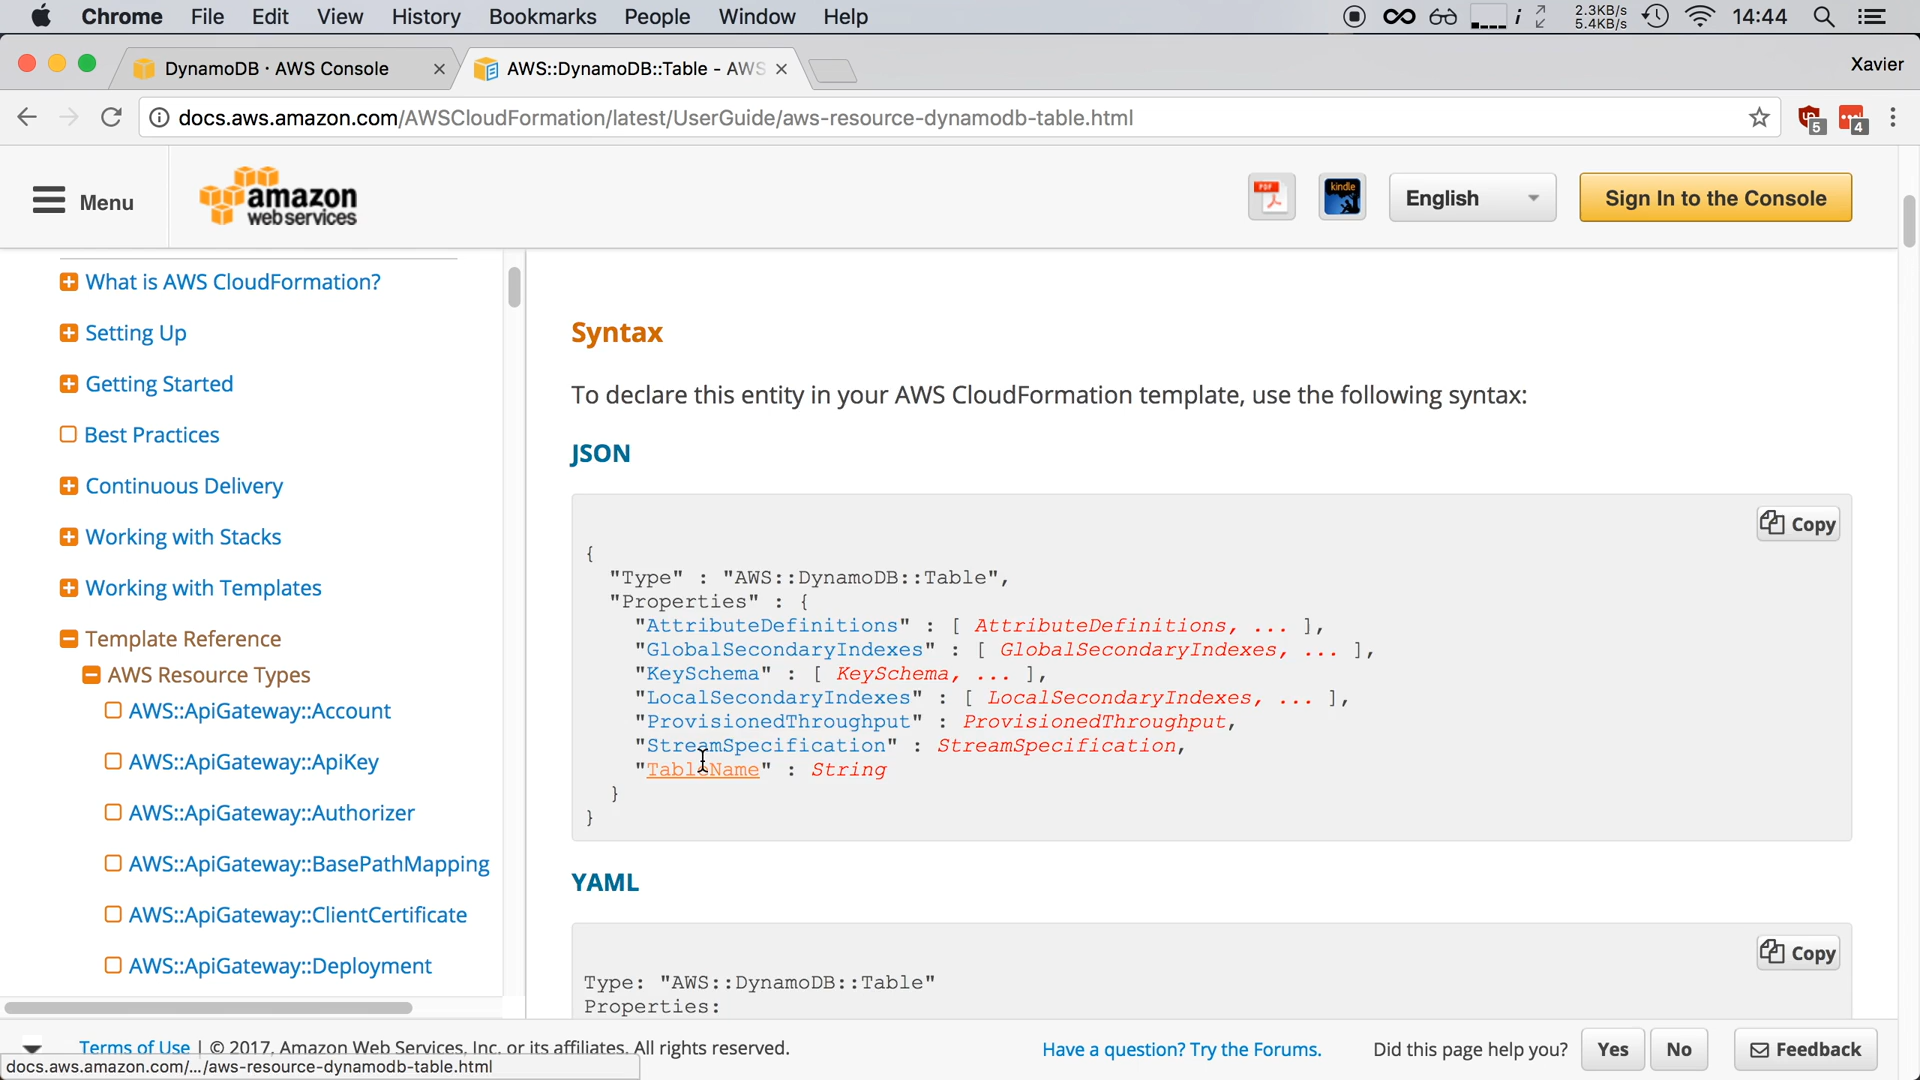 Chrome File Edit View History Bookmarks People Window Help
2.3KB/s
5.4KB/s
14:44
DynamoDB · AWS Console
AWS::DynamoDB::Table - AWS
Xavier
docs.aws.amazon.com/AWSCloudFormation/latest/UserGuide/aws-resource-dynamodb-table.html
5
4
Menu
amazon
webservices
PDF
kindle
English
Sign In to the Console
What is AWS CloudFormation?
Setting Up
Getting Started
Best Practices
Continuous Delivery
Working with Stacks
Working with Templates
Template Reference
AWS Resource Types
AWS::ApiGateway::Account
AWS::ApiGateway::ApiKey
AWS::ApiGateway::Authorizer
AWS::ApiGateway::BasePathMapping
AWS::ApiGateway::ClientCertificate
AWS::ApiGateway::Deployment
Syntax
To declare this entity in your AWS CloudFormation template, use the following syntax:
JSON
Copy
{
"Type" : "AWS::DynamoDB::Table",
"Properties" : {
"AttributeDefinitions" : [ AttributeDefinitions, ... ],
"GlobalSecondaryIndexes" : [ GlobalSecondaryIndexes, ... ],
"KeySchema" : [ KeySchema, ... ],
"LocalSecondaryIndexes" : [ LocalSecondaryIndexes, ... ],
"ProvisionedThroughput" : ProvisionedThroughput,
"StreamSpecification" : StreamSpecification,
"TableName" : String
}
}
YAML
Copy
Type: "AWS::DynamoDB::Table"
Properties:
Terms of Use | © 2017, Amazon Web Services, Inc. or its affiliates. All rights reserved.
Have a question? Try the Forums.
Did this page help you?
Yes
No
Feedback
docs.aws.amazon.com/.../aws-resource-dynamodb-table.html